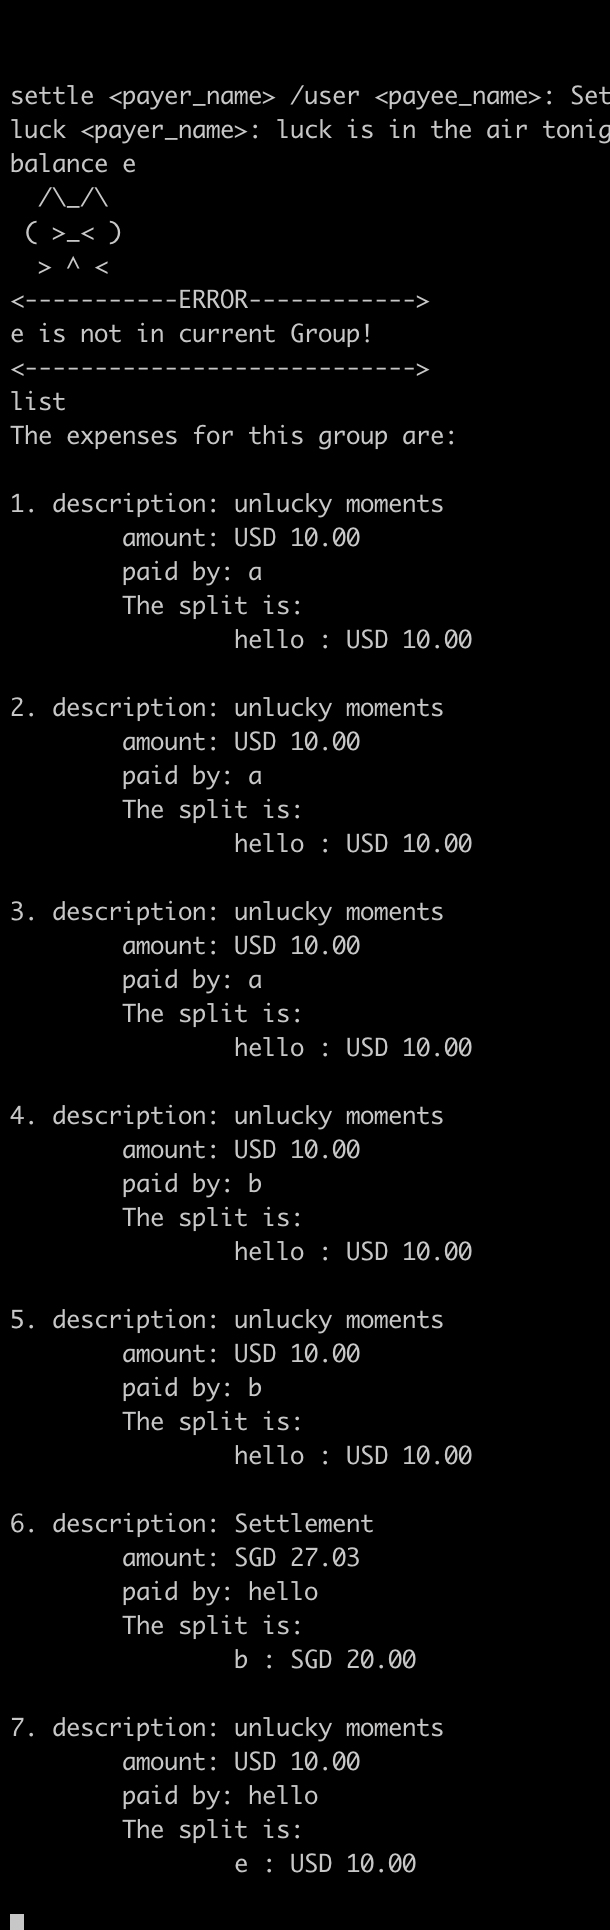 settle <payer_name> /user <payee_name>: Set
luck <payer_name>: luck is in the air tonig
balance e
  /\_/\
 ( >_< )
  > ^ <
<-----------ERROR------------>
e is not in current Group!
<---------------------------->
list
The expenses for this group are:

1. description: unlucky moments
        amount: USD 10.00
        paid by: a
        The split is:
                hello : USD 10.00

2. description: unlucky moments
        amount: USD 10.00
        paid by: a
        The split is:
                hello : USD 10.00

3. description: unlucky moments
        amount: USD 10.00
        paid by: a
        The split is:
                hello : USD 10.00

4. description: unlucky moments
        amount: USD 10.00
        paid by: b
        The split is:
                hello : USD 10.00

5. description: unlucky moments
        amount: USD 10.00
        paid by: b
        The split is:
                hello : USD 10.00

6. description: Settlement
        amount: SGD 27.03
        paid by: hello
        The split is:
                b : SGD 20.00

7. description: unlucky moments
        amount: USD 10.00
        paid by: hello
        The split is:
                e : USD 10.00